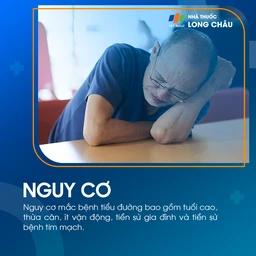 NHÀ THUỐC
LONG CHÂU
NGUY CƠ
Nguy cơ mắc bệnh tiểu đường bao gồm tuổi cao,
thừa cân, ít vận động, tiền sử gia đình và tiền sử
bệnh tim mạch.